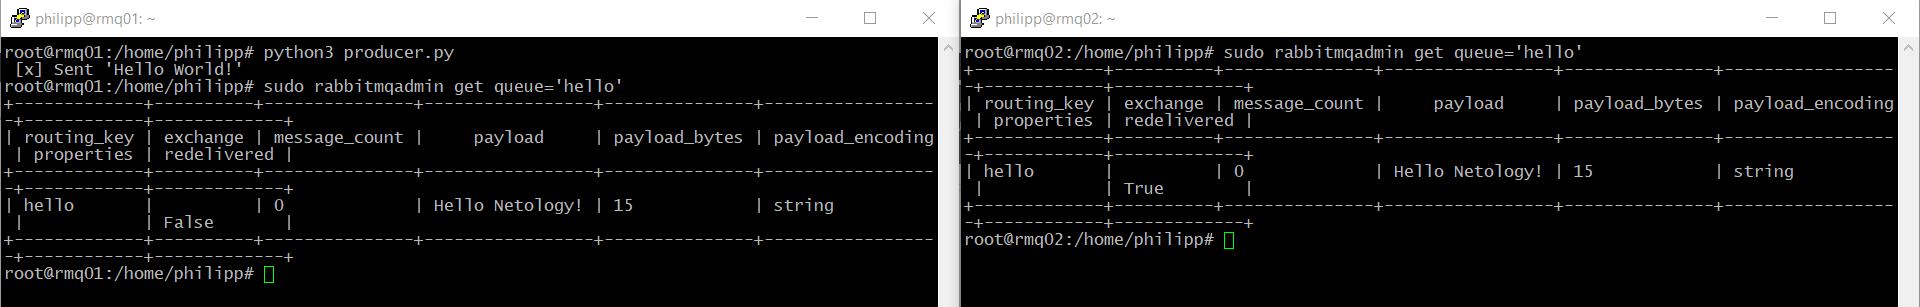 philipp@rmq01: ~
root@rmq01:/home/philipp# python3 producer.py
 [x] Sent 'Hello World!'
root@rmq01:/home/philipp# sudo rabbitmqadmin get queue='hello'
+-------------+----------+---------------+-----------------+---------------+-----------------
-+------------+-------------+
| routing_key | exchange | message_count |     payload     | payload_bytes | payload_encoding
 | properties | redelivered |
+-------------+----------+---------------+-----------------+---------------+-----------------
-+------------+-------------+
| hello       |          | 0             | Hello Netology! | 15            | string
 |            | False       |
+-------------+----------+---------------+-----------------+---------------+-----------------
-+------------+-------------+
root@rmq01:/home/philipp#
philipp@rmq02: ~
root@rmq02:/home/philipp# sudo rabbitmqadmin get queue='hello'
+-------------+----------+---------------+-----------------+---------------+-----------------
-+------------+-------------+
| routing_key | exchange | message_count |     payload     | payload_bytes | payload_encoding
 | properties | redelivered |
+-------------+----------+---------------+-----------------+---------------+-----------------
-+------------+-------------+
| hello       |          | 0             | Hello Netology! | 15            | string
 |            | True        |
+-------------+----------+---------------+-----------------+---------------+-----------------
-+------------+-------------+
root@rmq02:/home/philipp#